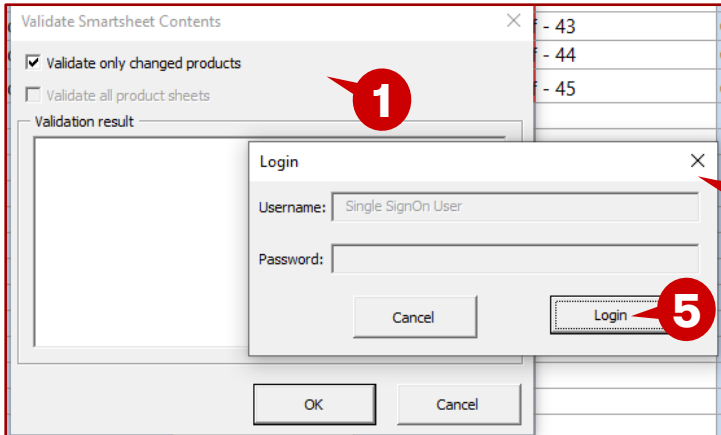 Validate Smartsheet Contents
Validate only changed products
Validate all product sheets
Validation result
f - 43
f - 44
f - 45
1
Login
Username: Single SignOn User
Password:
Cancel Login
5
OK Cancel